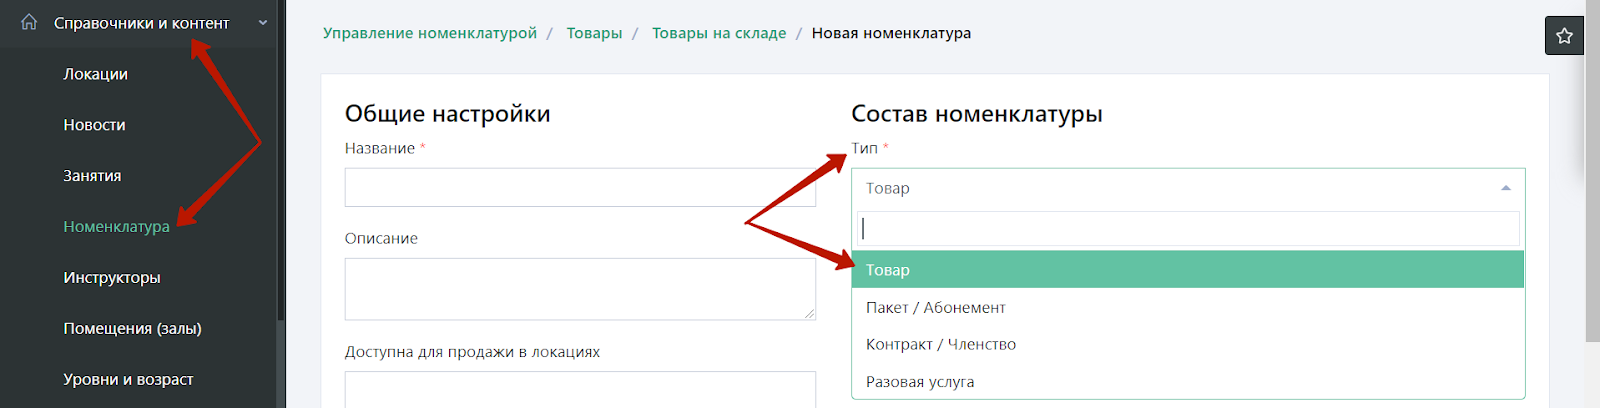 Справочники и контент
Локации
Новости
Занятия
Номенклатура
Инструкторы
Помещения (залы)
Уровни и возраст
Управление номенклатурой / Товары / Товары на складе / Новая номенклатура
Общие настройки
Название *
Описание
Доступна для продажи в локациях
Состав номенклатуры
Тип *
Товар
Товар
Пакет / Абонемент
Контракт / Членство
Разовая услуга